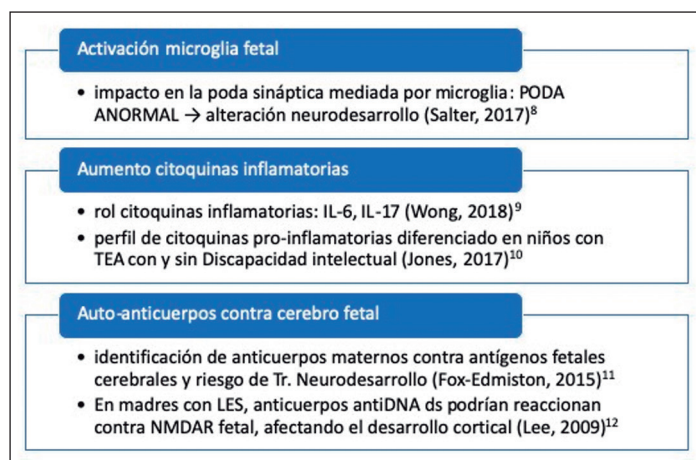 Activación microglia fetal
• impacto en la poda sináptica mediada por microglia: PODA
ANORMAL → alteración neurodesarrollo (Salter, 2017)⁸
Aumento citoquinas inflamatorias
• rol citoquinas inflamatorias: IL-6, IL-17 (Wong, 2018)⁹
• perfil de citoquinas pro-inflamatorias diferenciado en niños con
TEA con y sin Discapacidad intelectual (Jones, 2017)¹⁰
Auto-anticuerpos contra cerebro fetal
• identificación de anticuerpos maternos contra antígenos fetales
cerebrales y riesgo de Tr. Neurodesarrollo (Fox-Edmiston, 2015)¹¹
• En madres con LES, anticuerpos antiDNA ds podrían reaccionan
contra NMDAR fetal, afectando el desarrollo cortical (Lee, 2009)¹²